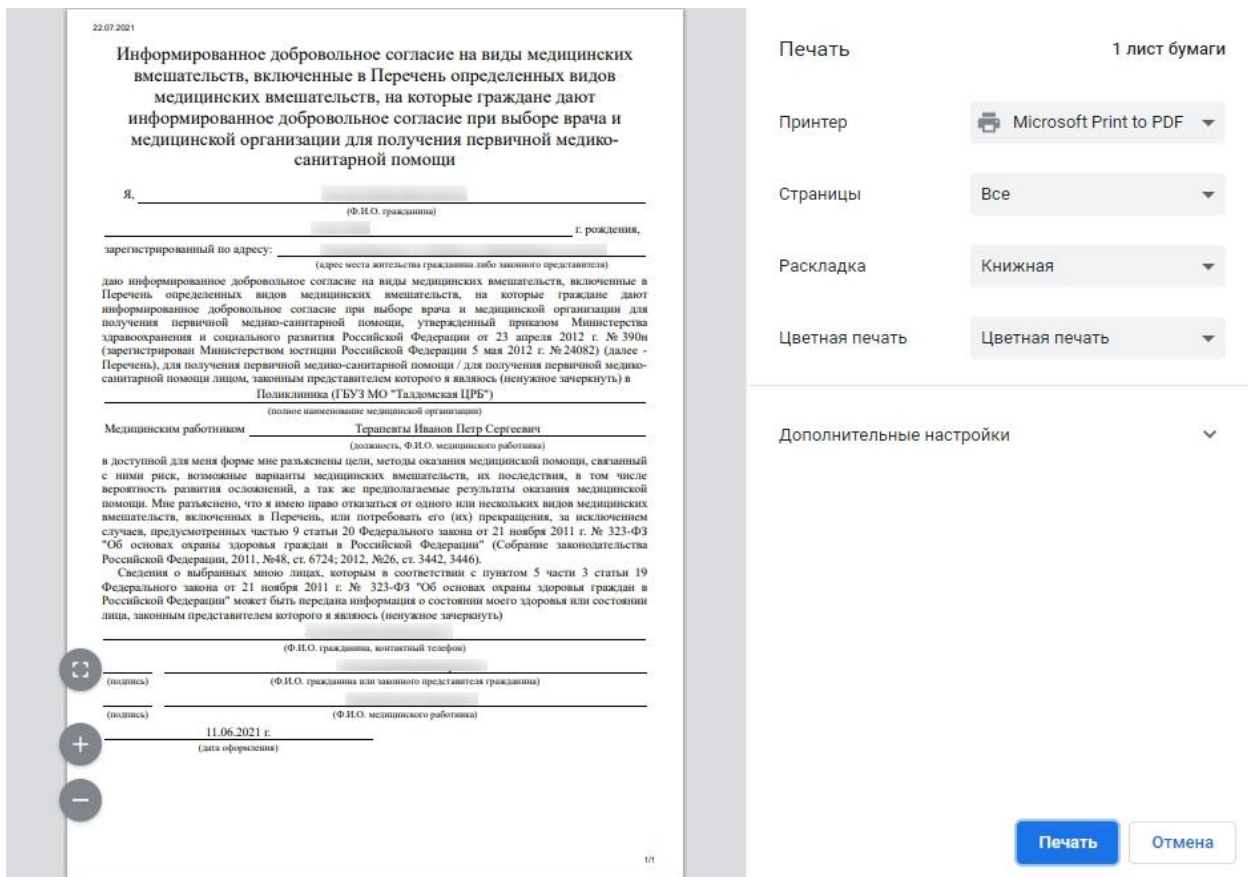 22.07.2021
Информированное добровольное согласие на виды медицинских
вмешательств, включенные в Перечень определенных видов
медицинских вмешательств, на которые граждане дают
информированное добровольное согласие при выборе врача и
медицинской организации для получения первичной медико-
санитарной помощи
Я,
(Ф.И.О. гражданина)
г. рождения,
зарегистрированный по адресу:
(адрес места жительства гражданина либо законного представителя)
даю информированное добровольное согласие на виды медицинских вмешательств, включенные в
Перечень определенных видов медицинских вмешательств, на которые граждане дают
информированное добровольное согласие при выборе врача и медицинской организации для
получения первичной медико-санитарной помощи, утвержденный приказом Министерства
здравоохранения и социального развития Российской Федерации от 23 апреля 2012 г. № 390н
(зарегистрирован Министерством юстиции Российской Федерации 5 мая 2012 г. № 24082) (далее -
Перечень), для получения первичной медико-санитарной помощи / для получения первичной медико-
санитарной помощи лицом, законным представителем которого я являюсь (ненужное зачеркнуть) в
Поликлиника (ГБУЗ МО "Талдомская ЦРБ")
(полное наименование медицинской организации)
Медицинским работником Терапевты Иванов Петр Сергеевич
(должность, Ф.И.О. медицинского работника)
в доступной для меня форме мне разъяснены цели, методы оказания медицинской помощи, связанный
с ними риск, возможные варианты медицинских вмешательств, их последствия, в том числе
вероятность развития осложнений, а так же предполагаемые результаты оказания медицинской
помощи. Мне разъяснено, что я имею право отказаться от одного или нескольких видов медицинских
вмешательств, включенных в Перечень, или потребовать его (их) прекращения, за исключением
случаев, предусмотренных частью 9 статьи 20 Федерального закона от 21 ноября 2011 г. № 323-ФЗ
"Об основах охраны здоровья граждан в Российской Федерации" (Собрание законодательства
Российской Федерации, 2011, №48, ст. 6724; 2012, №26, ст. 3442, 3446).
Сведения о выбранных мною лицах, которым в соответствии с пунктом 5 части 3 статьи 19
Федерального закона от 21 ноября 2011 г. № 323-ФЗ "Об основах охраны здоровья граждан в
Российской Федерации" может быть передана информация о состоянии моего здоровья или состоянии
лица, законным представителем которого я являюсь (ненужное зачеркнуть)
(Ф.И.О. гражданина, контактный телефон)
(подпись) (Ф.И.О. гражданина или законного представителя гражданина)
(подпись) (Ф.И.О. медицинского работника)
11.06.2021 г.
(дата оформления)
1/1
Печать 1 лист бумаги
Принтер Microsoft Print to PDF
Страницы Все
Раскладка Книжная
Цветная печать Цветная печать
Дополнительные настройки
Печать Отмена